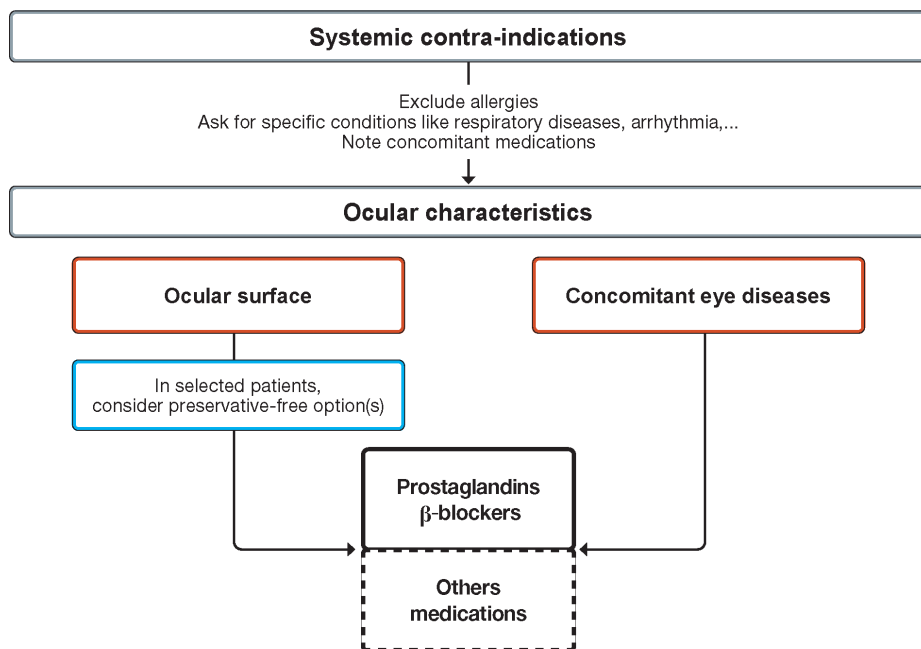 Systemic contra-indications
Exclude allergies
Ask for specific conditions like respiratory diseases, arrhythmia,...
Note concomitant medications
Ocular characteristics
Ocular surface
Concomitant eye diseases
In selected patients,
consider preservative-free option(s)
Prostaglandins
β-blockers
Others
medications